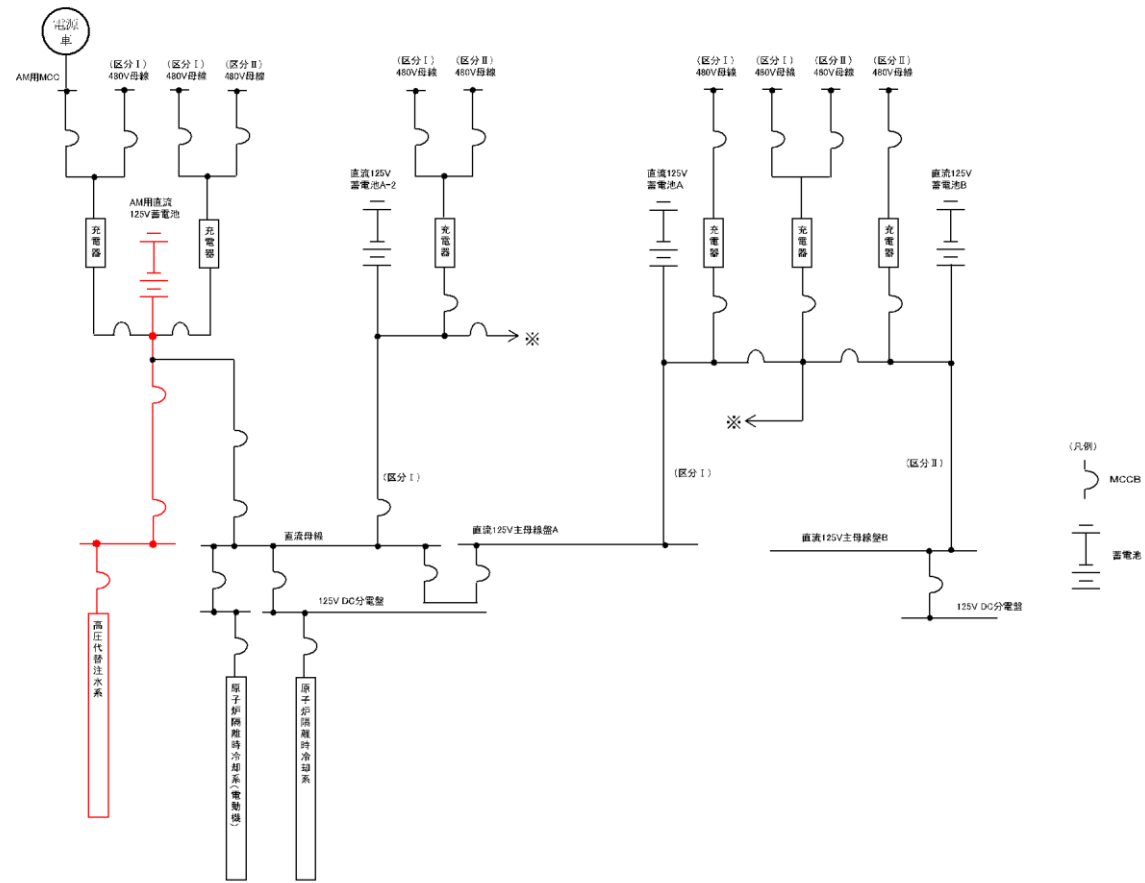 電源
車
AM用MCC
(区分Ⅰ)
480V母線
(区分Ⅰ)
480V母線
(区分Ⅱ)
480V母線
(区分Ⅰ)
480V母線
(区分Ⅱ)
480V母線
(区分Ⅰ)
480V母線
(区分Ⅰ)
480V母線
(区分Ⅱ)
480V母線
(区分Ⅱ)
480V母線
AM用直流
125V蓄電池
直流125V
蓄電池A-2
直流125V
蓄電池A
直流125V
蓄電池B
充電器
充電器
充電器
充電器
充電器
充電器
※
※
(区分Ⅰ)
(区分Ⅰ)
(区分Ⅱ)
(凡例)
MCCB
蓄電池
直流母線
直流125V主母線盤A
直流125V主母線盤B
125V DC分電盤
125V DC分電盤
高圧代替注水系
原子炉隔離時冷却系(電動機)
原子炉隔離時冷却系